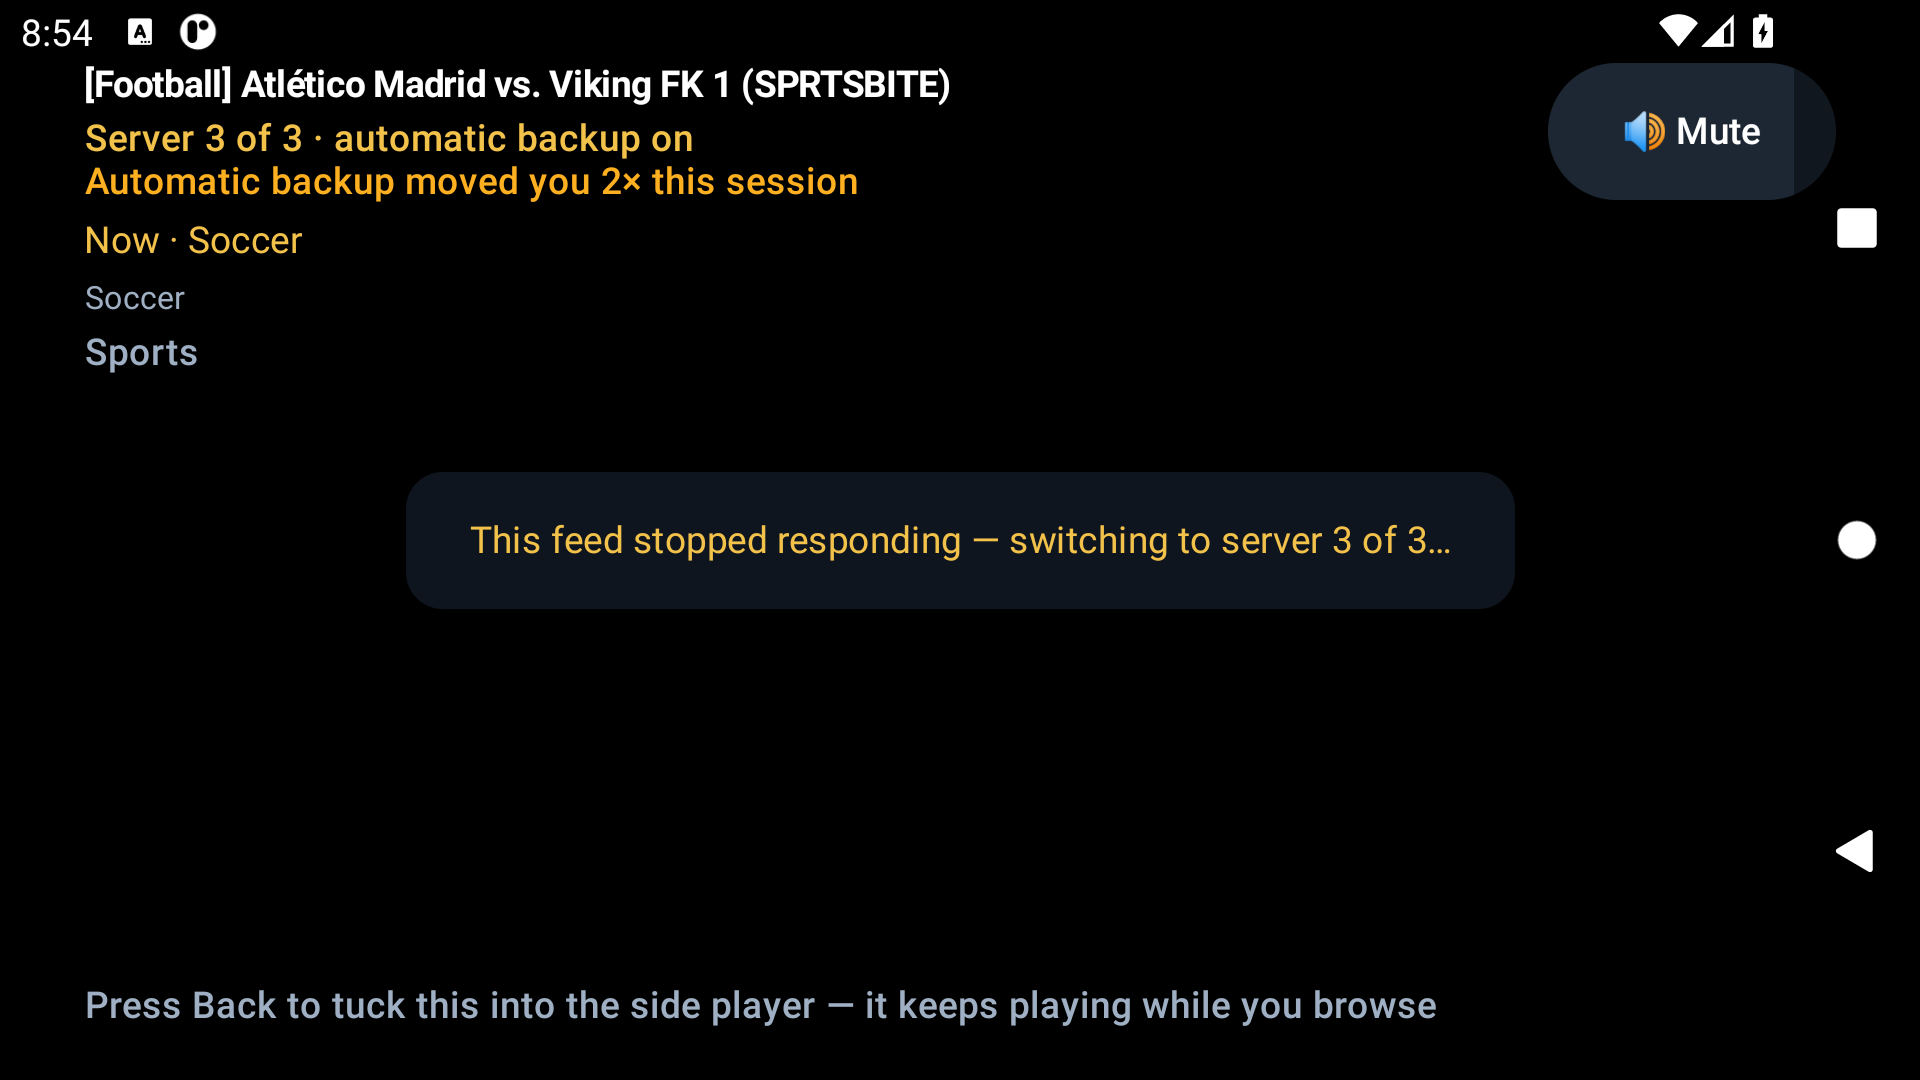 8:54
[Football] Atlético Madrid vs. Viking FK 1 (SPRTSBITE)
Server 3 of 3 · automatic backup on
Automatic backup moved you 2× this session
Now · Soccer
Soccer
Sports
Mute
This feed stopped responding — switching to server 3 of 3…
Press Back to tuck this into the side player — it keeps playing while you browse